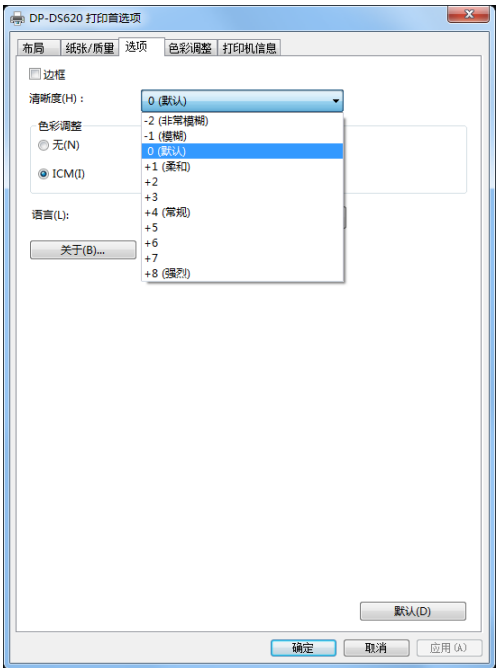 DP-DS620 打印首选项
布局 纸张/质量 选项 色彩调整 打印机信息
边框
清晰度(H)： 0 (默认)
-2 (非常模糊)
-1 (模糊)
0 (默认)
+1 (柔和)
+2
+3
+4 (常规)
+5
+6
+7
+8 (强烈)
色彩调整
无(N)
ICM(I)
语言(L):
关于(B)...
默认(D)
确定 取消 应用(A)